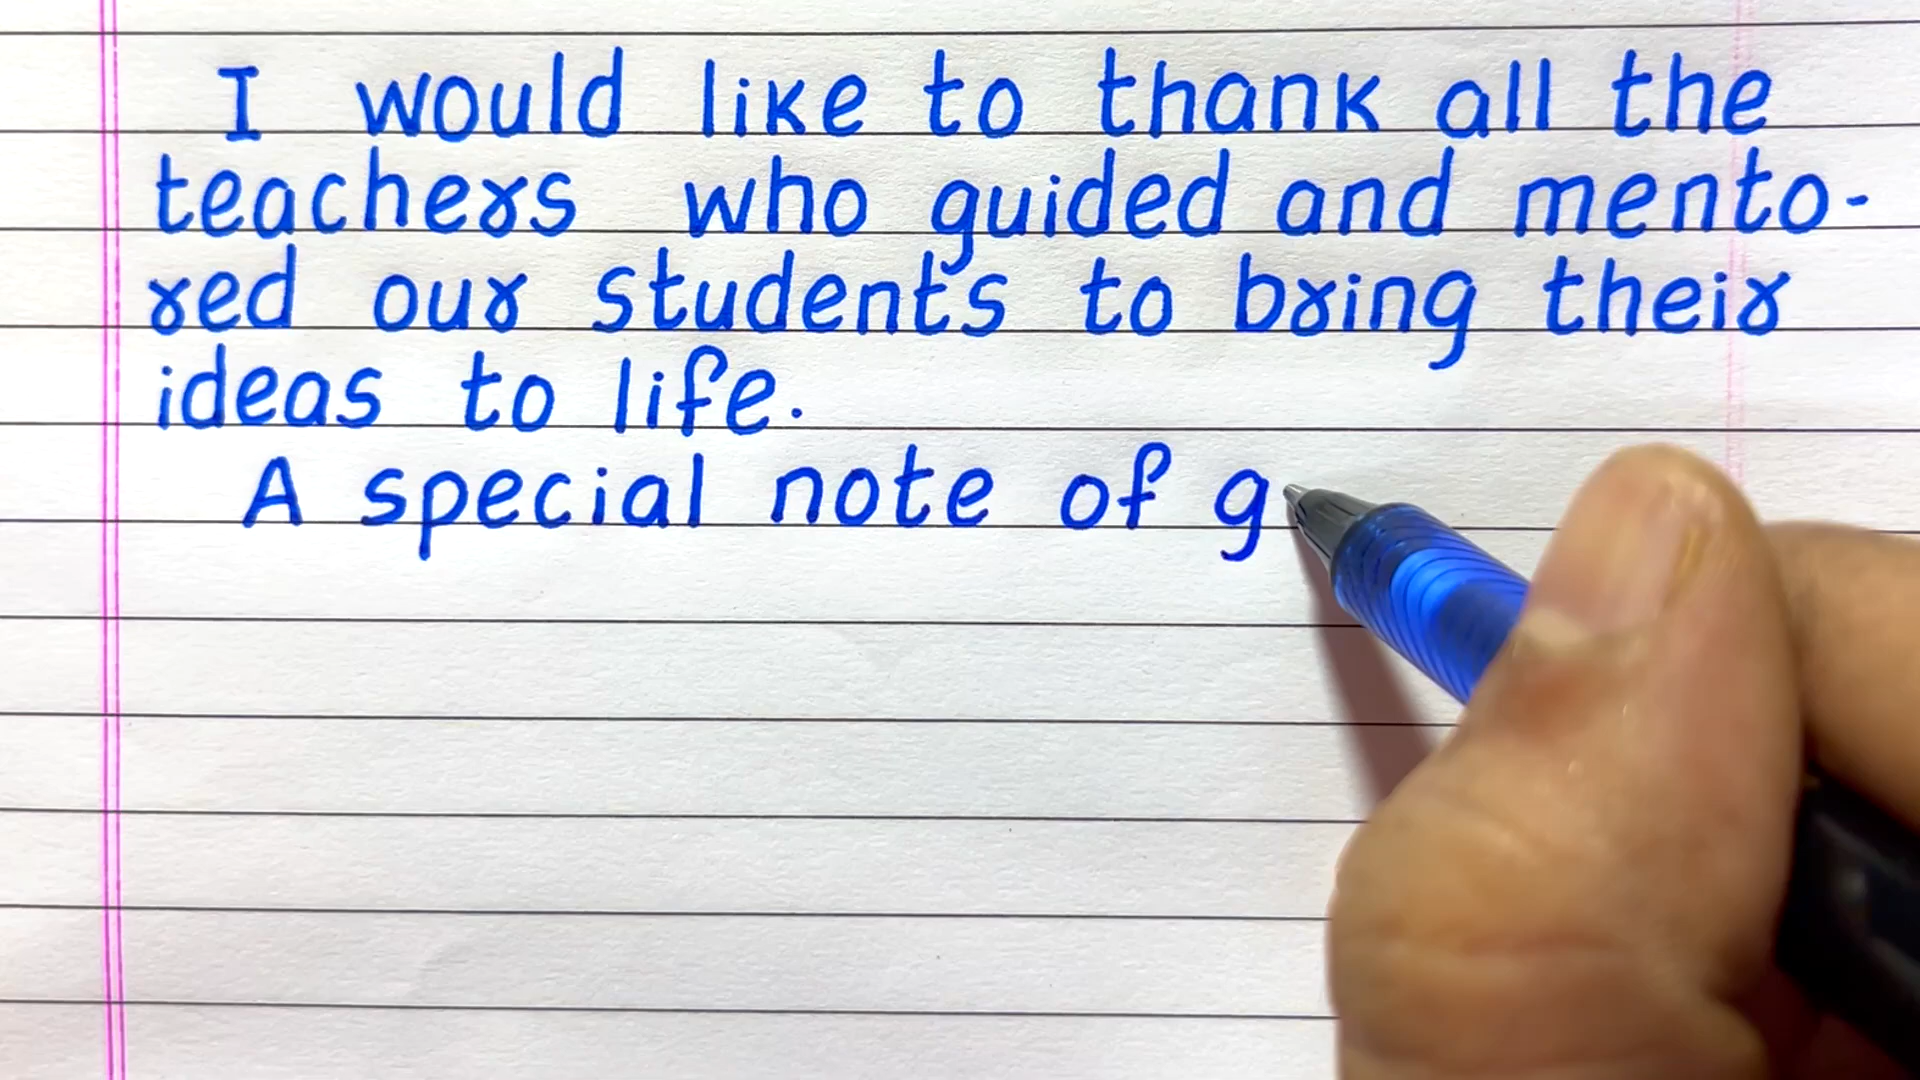 I would like to thank all the
teachers who guided and mento-
red our students to bring their
ideas to life.
A special note of g